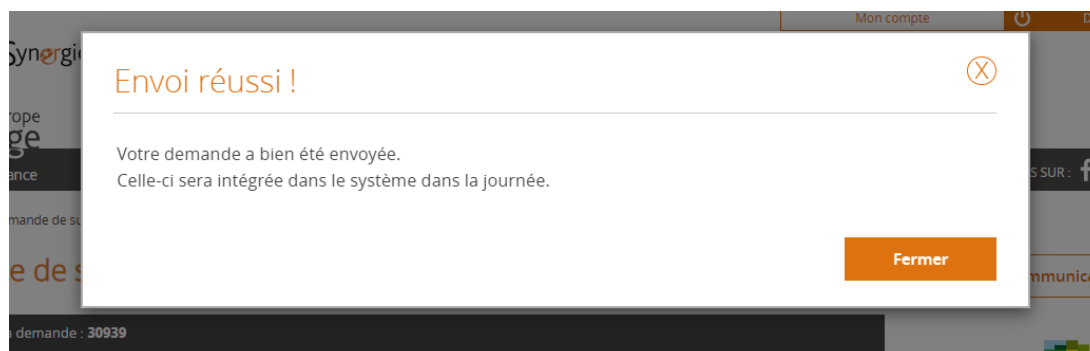 Mon compte
Synergie
Envoi réussi !
X
rope
ge
Votre demande a bien été envoyée.
Celle-ci sera intégrée dans le système dans la journée.
ance
S SUR :
mande de su
Fermer
e de s
mmunica
demande : 30939